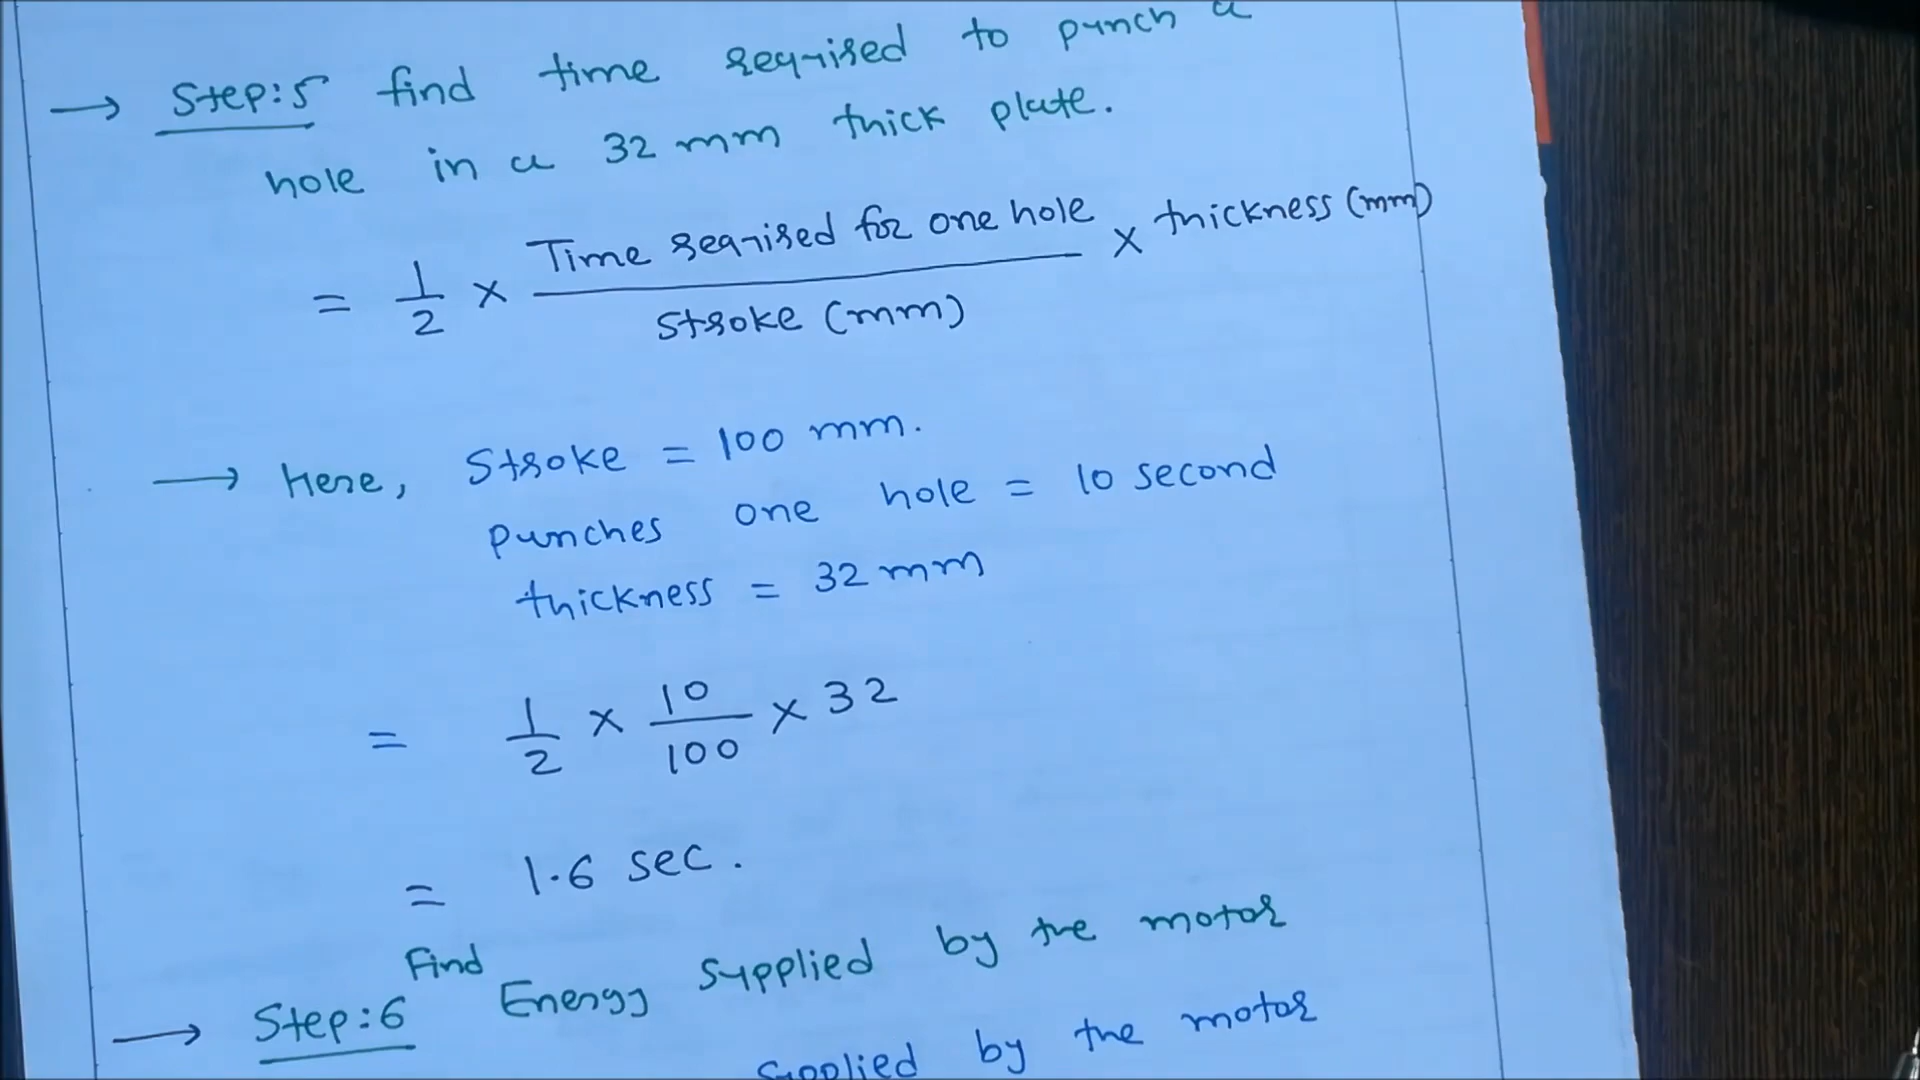 → Step:5 find time required to punch a
hole in a 32 mm thick plate.
= 1/2 × Time required for one hole / Stroke (mm) × thickness (mm)
→ Here, Stroke = 100 mm.
punches one hole = 10 second
thickness = 32 mm
= 1/2 × 10/100 × 32
= 1.6 sec.
→ Step:6 Find Energy supplied by the motor
supplied by the motor